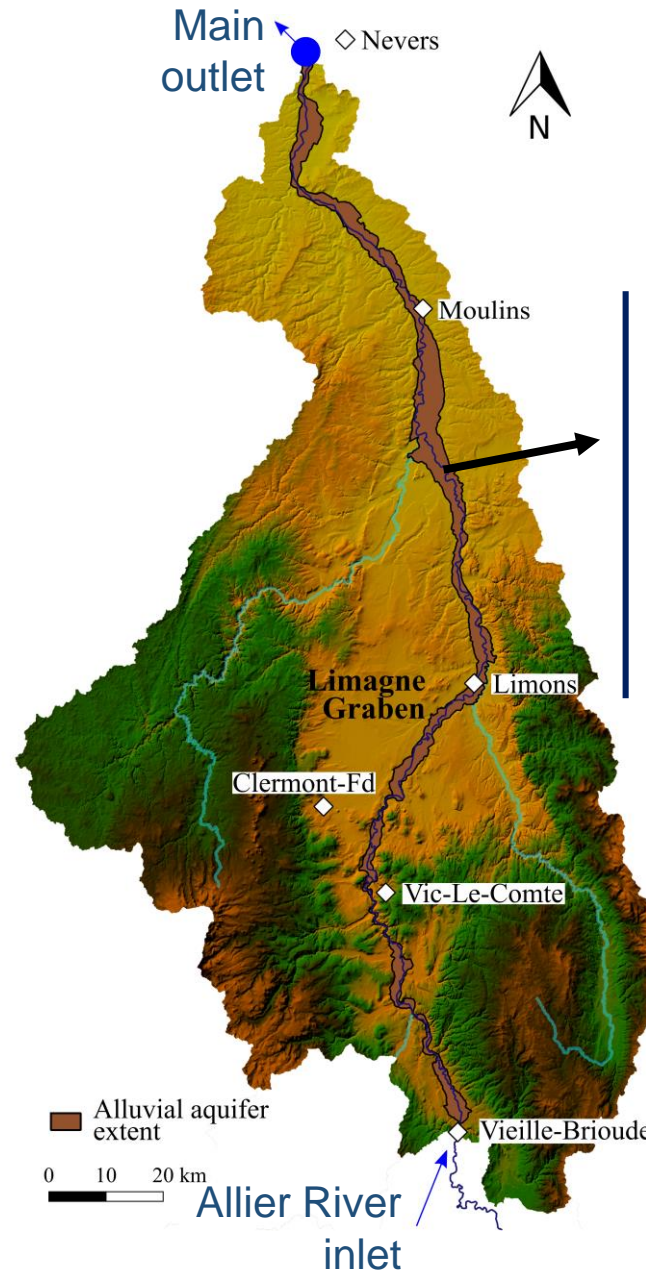 Main
outlet
Nevers
N
Moulins
Limagne
Graben
Limons
Clermont-Fd
Vic-Le-Comte
Alluvial aquifer
extent
Vieille-Brioude
0 10 20 km
Allier River
inlet